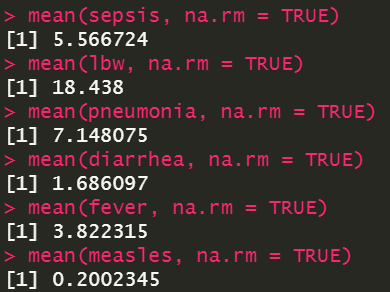 > mean(sepsis, na.rm = TRUE)
[1] 5.566724
> mean(lbw, na.rm = TRUE)
[1] 18.438
> mean(pneumonia, na.rm = TRUE)
[1] 7.148075
> mean(diarrhea, na.rm = TRUE)
[1] 1.686097
> mean(fever, na.rm = TRUE)
[1] 3.822315
> mean(measles, na.rm = TRUE)
[1] 0.2002345